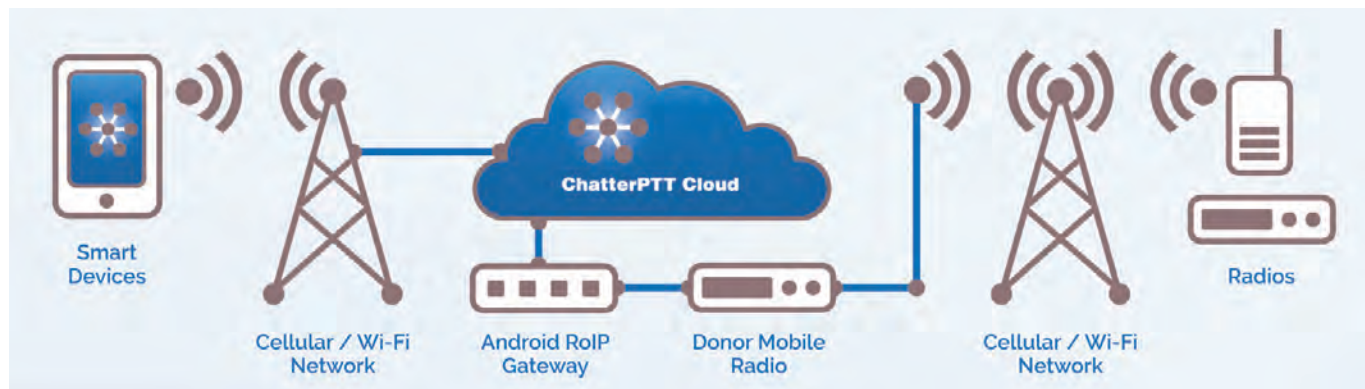 ChatterPTT Cloud
Smart
Devices
Cellular / Wi-Fi
Network
Android RoIP
Gateway
Donor Mobile
Radio
Cellular / Wi-Fi
Network
Radios